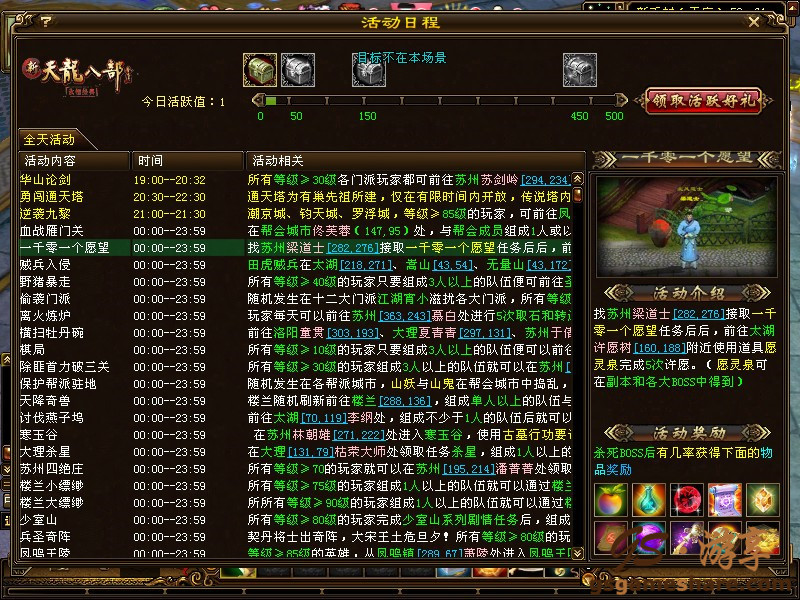 活动日程
?
新天龍八部
目标不在本场景
今日活跃值：1
0 50 150 450 500
领取活跃好礼
全天活动
活动内容 时间 活动相关
华山论剑 19:00--20:32 所有等级≥30级各门派玩家都可前往苏州苏剑岭[294,234
勇闯通天塔 20:30--22:30 通天塔为有巢先祖所建，仅在有限时间内开放，传说塔内
逆袭九黎 21:00--21:30 潮京城、钧天城、罗浮城，等级≥85级的玩家，可前往凤
血战雁门关 00:00--23:59 在帮会城市佟芙蓉(147,95)处，与帮会成员组成1人或以
一千零一个愿望 00:00--23:59 找苏州梁道士[282,276]接取一千零一个愿望任务后后，前
贼兵入侵 00:00--23:59 田虎贼兵在太湖[218,271]、嵩山[43,54]、无量山[43,172]
野猪暴走 00:00--23:59 所有等级≥40级的玩家只要组成3人以上的队伍便可前往圣
偷袭门派 00:00--23:59 随机发生在十二大门派江湖宵小滋扰各大门派，所有等级
离火炼炉 00:00--23:59 玩家每天可以前往苏州[363,243]慕白处进行5次取石和转运
横扫牡丹碗 00:00--23:59 前往洛阳童贯[303,193]、大理夏青青[297,131]、苏州于倩
棋局 00:00--23:59 所有等级≥10级的玩家只要组成3人以上的队伍便可以前往
除匪首力破三关 00:00--23:59 所有等级≥30级的玩家组成3人以上的队伍就可以在苏州[
保护帮派驻地 00:00--23:59 随机发生在各帮派城市，山妖与山鬼在帮会城市中捣乱，
天降奇兽 00:00--23:59 楼兰随机刷新前往楼兰[288,136]，组成单人以上的队伍与
讨伐燕子坞 00:00--23:59 前往太湖[70,119]李纲处，组成不少于1人的队伍后就可以
寒玉谷 00:00--23:59 在苏州林朝雄[271,222]处进入寒玉谷，使用古墓行功要诀
大理杀星 00:00--23:59 在大理[131,79]枯荣大师处领取任务杀星，组成1人以上的
苏州四绝庄 00:00--23:59 所有等级≥70的玩家就可以在苏州[195,214]潘菁菁处领取
楼兰小缥缈 00:00--23:59 所有等级≥75级的玩家组成1人以上的队伍就可以通过楼兰
楼兰大缥缈 00:00--23:59 所所有等级≥90级的玩家组成1人以上的队伍就可以通过楼
少室山 00:00--23:59 所有等级≥80级的玩家完成少室山系列剧情任务后，组成
兵圣奇阵 00:00--23:59 契丹将士出奇阵，大宋王土危旦夕！所有等级≥80的玩
凤鸣王陵 00:00--23:59 等级≥85级的英雄，从凤鸣镇[289,67]萧陵处进入凤鸣王
一千零一个愿望
活动介绍
找苏州梁道士[282,276]接取一千
零一个愿望任务后后，前往太湖
许愿树[160,188]附近使用道具愿
灵泉完成5次许愿。（愿灵泉可
在副本和各大BOSS中得到）
活动奖励
杀死BOSS后有几率获得下面的物
品奖励
游享